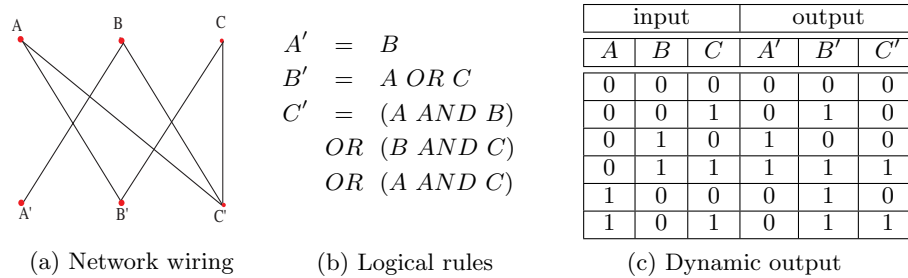 A B C
A' B' C'
(a) Network wiring
A′ = B
B′ = A OR C
C′ = (A AND B)
OR (B AND C)
OR (A AND C)
(b) Logical rules
input output
A B C A′ B′ C′
0 0 0 0 0 0
0 0 1 0 1 0
0 1 0 1 0 0
0 1 1 1 1 1
1 0 0 0 1 0
1 0 1 0 1 1
(c) Dynamic output